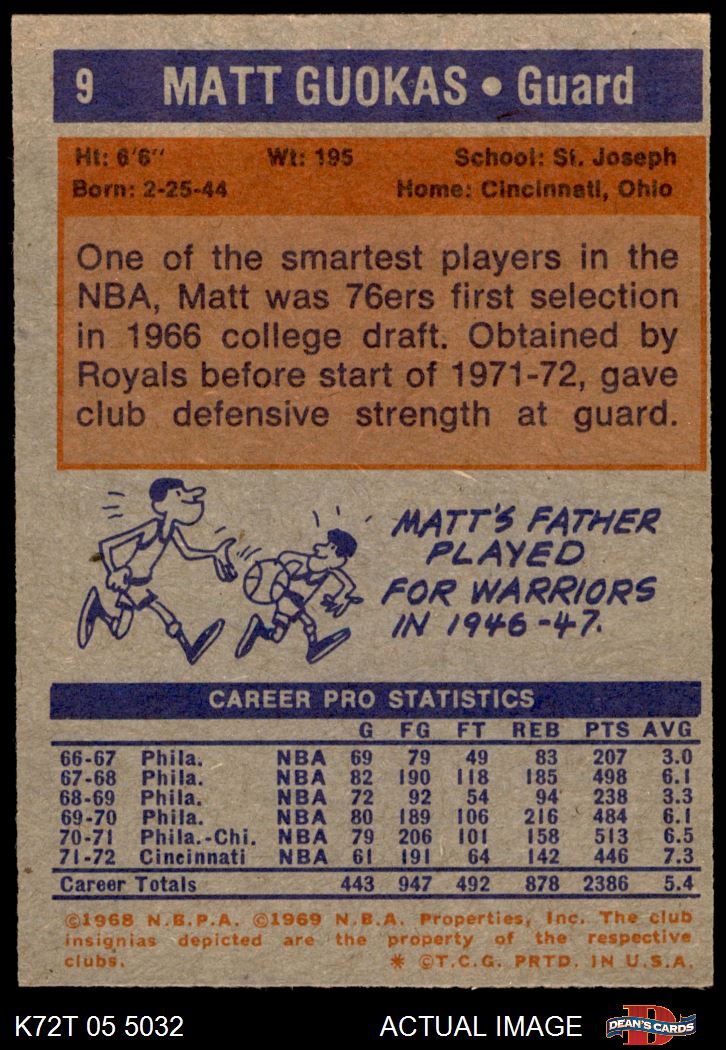 9 MATT GUOKAS • Guard
Ht: 6'6" Wt: 195 School: St. Joseph
Born: 2-25-44 Home: Cincinnati, Ohio
One of the smartest players in the
NBA, Matt was 76ers first selection
in 1966 college draft. Obtained by
Royals before start of 1971-72, gave
club defensive strength at guard.
MATT'S FATHER
PLAYED
FOR WARRIORS
IN 1946-47.
CAREER PRO STATISTICS
G FG FT REB PTS AVG
66-67 Phila. NBA 69 79 49 83 207 3.0
67-68 Phila. NBA 82 190 118 185 498 6.1
68-69 Phila. NBA 72 92 54 94 238 3.3
69-70 Phila. NBA 80 189 106 216 484 6.1
70-71 Phila.-Chi. NBA 79 206 101 158 513 6.5
71-72 Cincinnati NBA 61 191 64 142 446 7.3
Career Totals 443 947 492 878 2386 5.4
©1968 N.B.P.A. ©1969 N.B.A. Properties, Inc. The club
insignias depicted are the property of the respective
clubs. * ©T.C.G. PRTD. IN U.S.A.
K72T 05 5032 ACTUAL IMAGE D DEAN'S CARDS